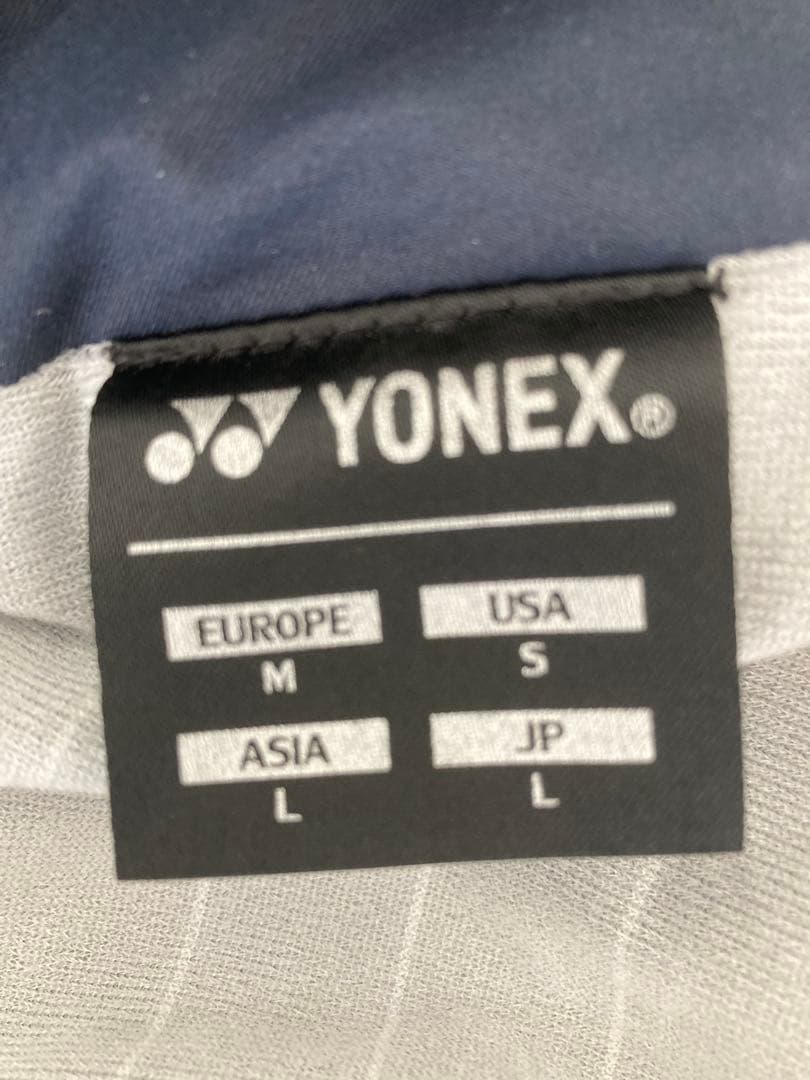 YONEX®
EUROPE USA
M S
ASIA JP
L L